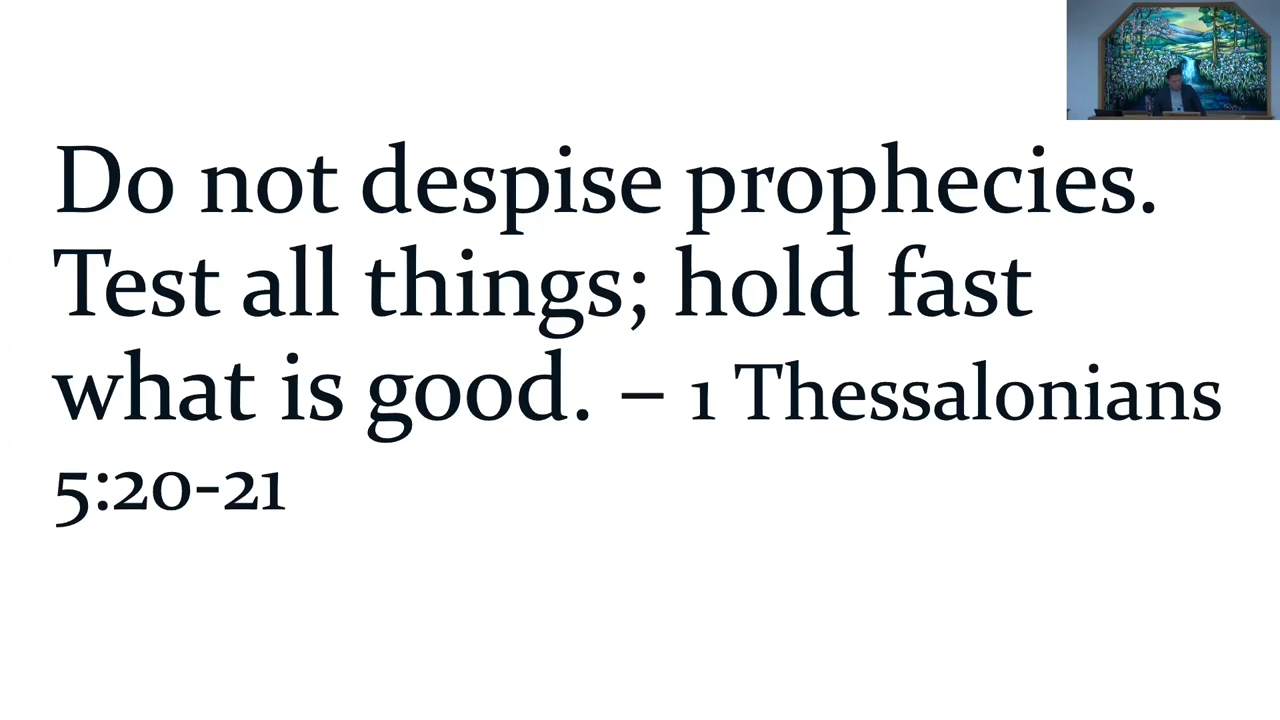 Do not despise prophecies.
Test all things; hold fast
what is good. – 1 Thessalonians
5:20-21